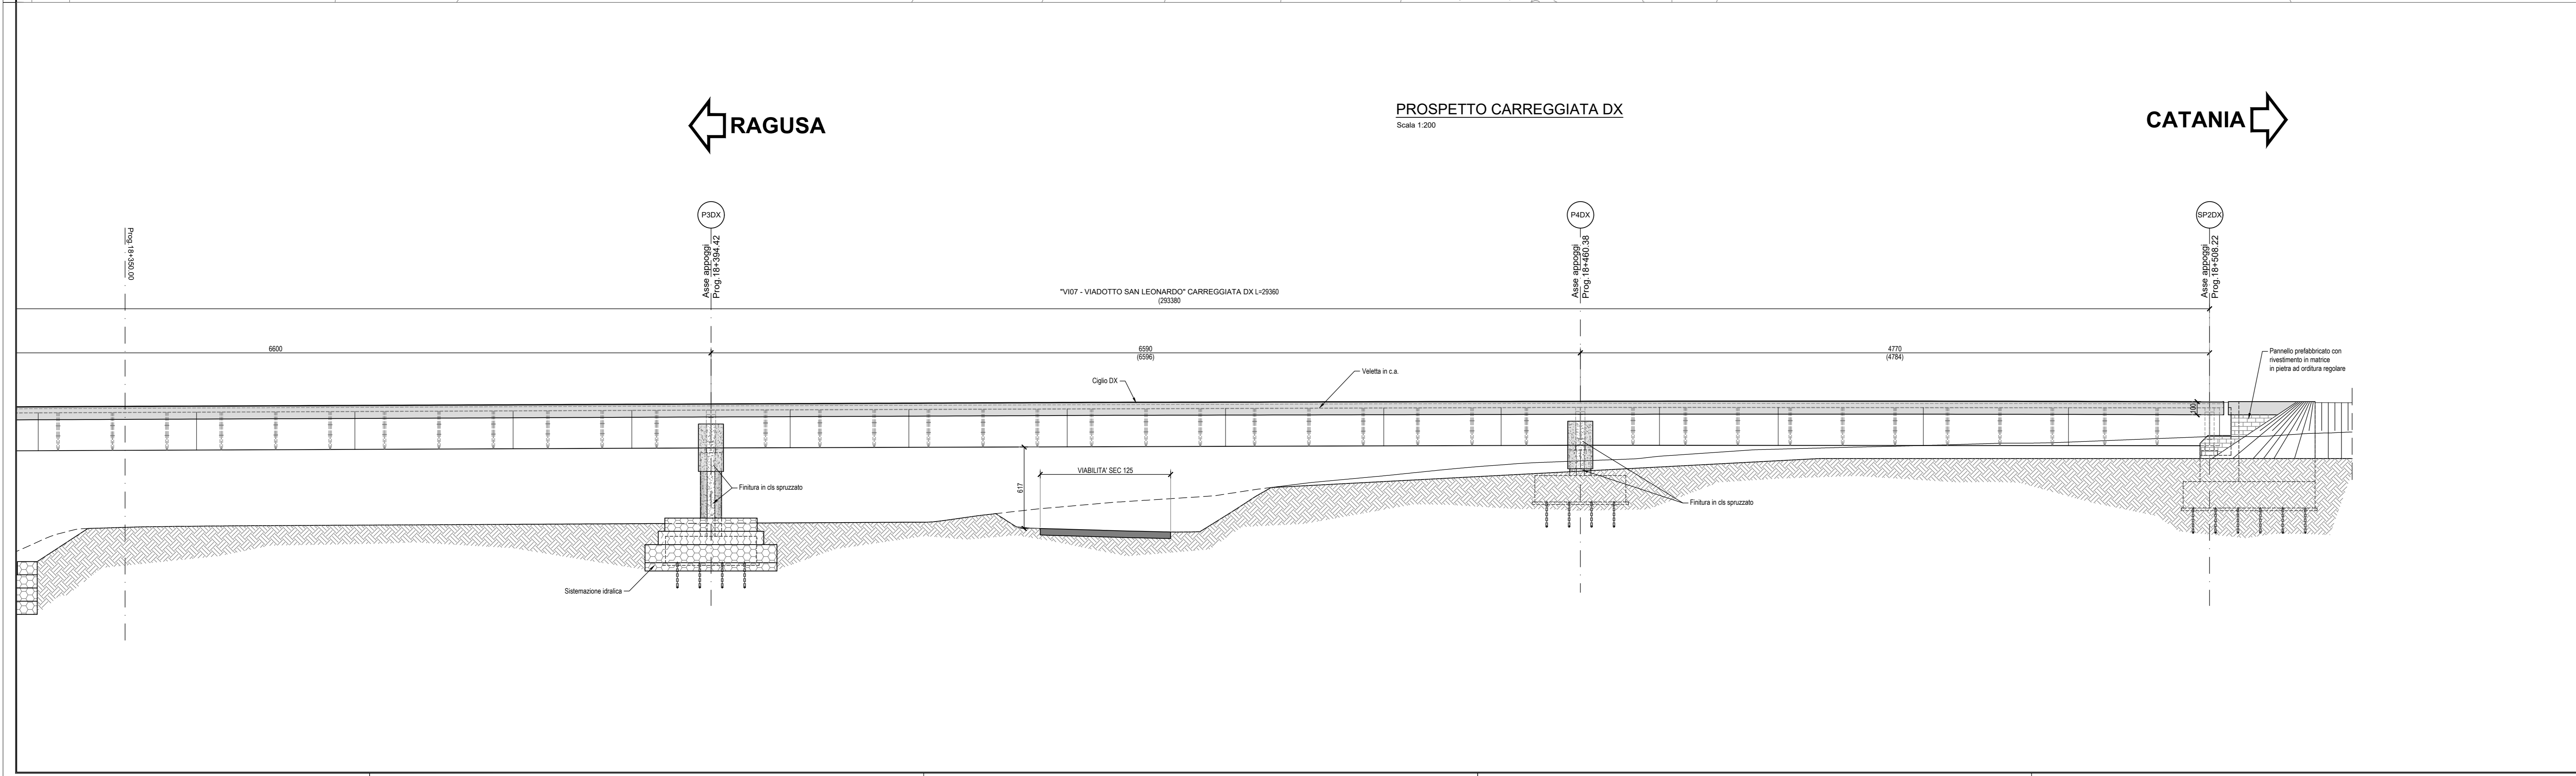 PROSPETTO CARREGGIATA DX
Scala 1:200
RAGUSA
CATANIA
P3DX
P4DX
SP2DX
Prog.18+350.00
Asse appoggi
Prog.18+394.42
Asse appoggi
Prog.18+460.38
Asse appoggi
Prog.18+508.22
"VI07 - VIADOTTO SAN LEONARDO" CARREGGIATA DX L=29360
(293380
6600
6590
(6596)
4770
(4784)
Pannello prefabbricato con
rivestimento in matrice
in pietra ad orditura regolare
Veletta in c.a.
Ciglio DX
100
VIABILITA' SEC 125
617
Finitura in cls spruzzato
Finitura in cls spruzzato
Sistemazione idralica